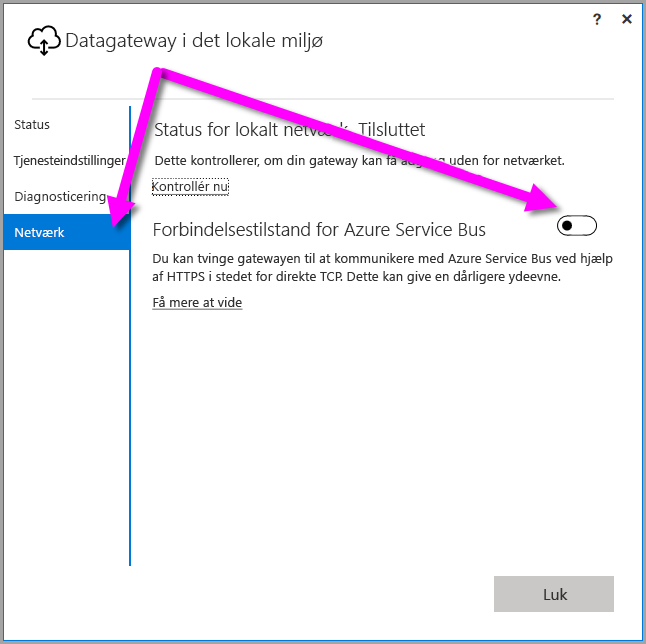 ?
Datagateway i det lokale miljø
Status
Tjenesteindstillinger
Diagnosticering
Netværk
Status for lokalt netværk Tilsluttet
Dette kontrollerer, om din gateway kan få adgang uden for netværket.
Kontrollér nu
Forbindelsestilstand for Azure Service Bus
Du kan tvinge gatewayen til at kommunikere med Azure Service Bus ved hjælp
af HTTPS i stedet for direkte TCP. Dette kan give en dårligere ydeevne.
Få mere at vide
Luk